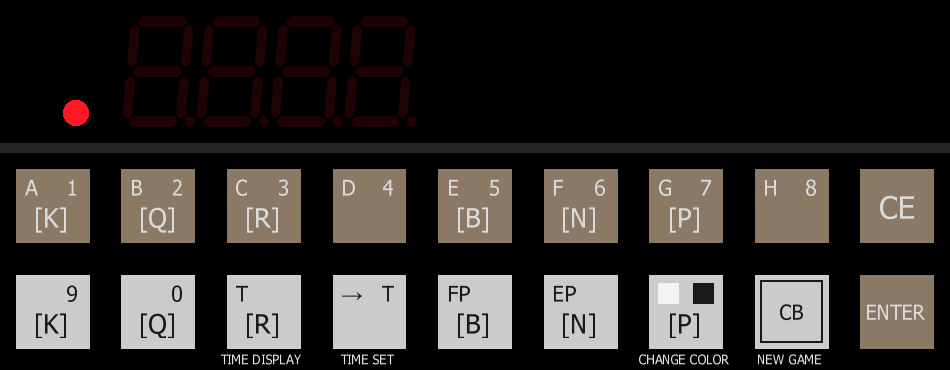 A 1 B 2 C 3 D 4 E 5 F 6 G 7 H 8
[K] [Q] [R] [B] [N] [P] CE
9 0 T → T FP EP
[K] [Q] [R] [B] [N] [P] CB ENTER
TIME DISPLAY TIME SET CHANGE COLOR NEW GAME